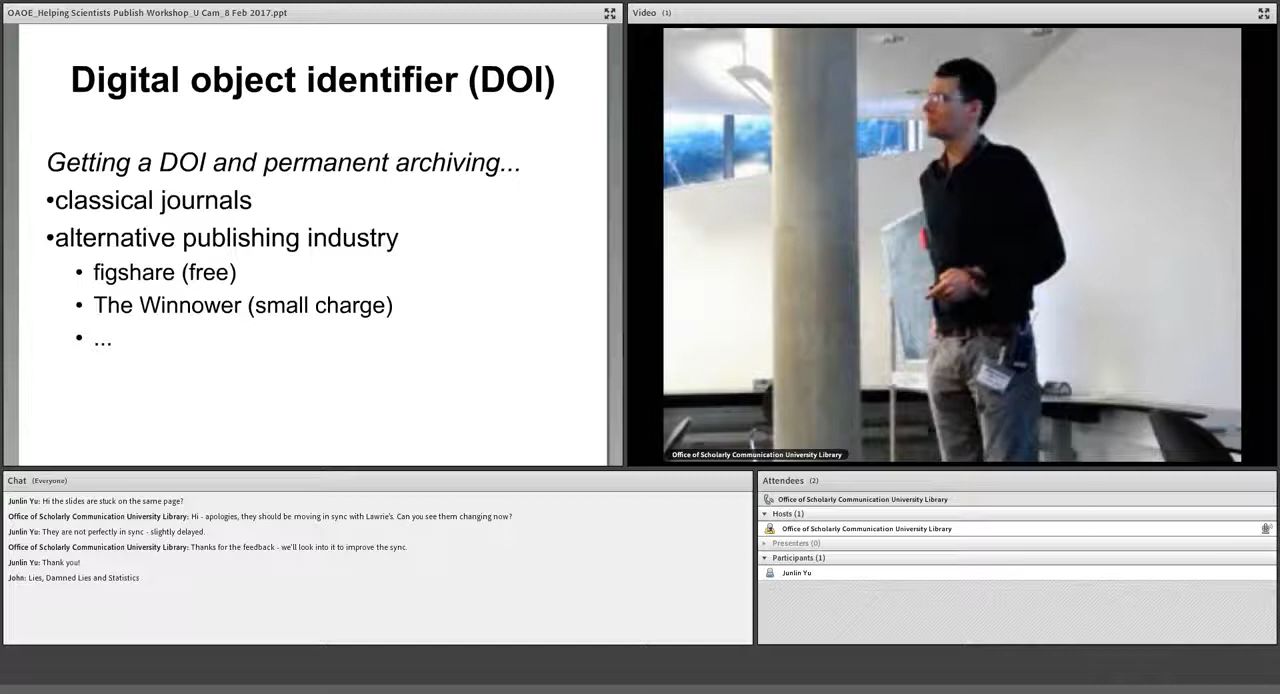 OAOE_Helping Scientists Publish Workshop_U Cam_8 Feb 2017.ppt
Digital object identifier (DOI)
Getting a DOI and permanent archiving...
•classical journals
•alternative publishing industry
• figshare (free)
• The Winnower (small charge)
• ...
Video (1)
Office of Scholarly Communication University Library
Chat (Everyone)
Junlin Yu: Hi the slides are stuck on the same page?
Office of Scholarly Communication University Library: Hi - apologies, they should be moving in sync with Lawrie's. Can you see them changing now?
Junlin Yu: They are not perfectly in sync - slightly delayed.
Office of Scholarly Communication University Library: Thanks for the feedback - we'll look into it to improve the sync.
Junlin Yu: Thank you!
John: Lies, Damned Lies and Statistics
Attendees (2)
Office of Scholarly Communication University Library
Hosts (1)
Office of Scholarly Communication University Library
Presenters (0)
Participants (1)
Junlin Yu